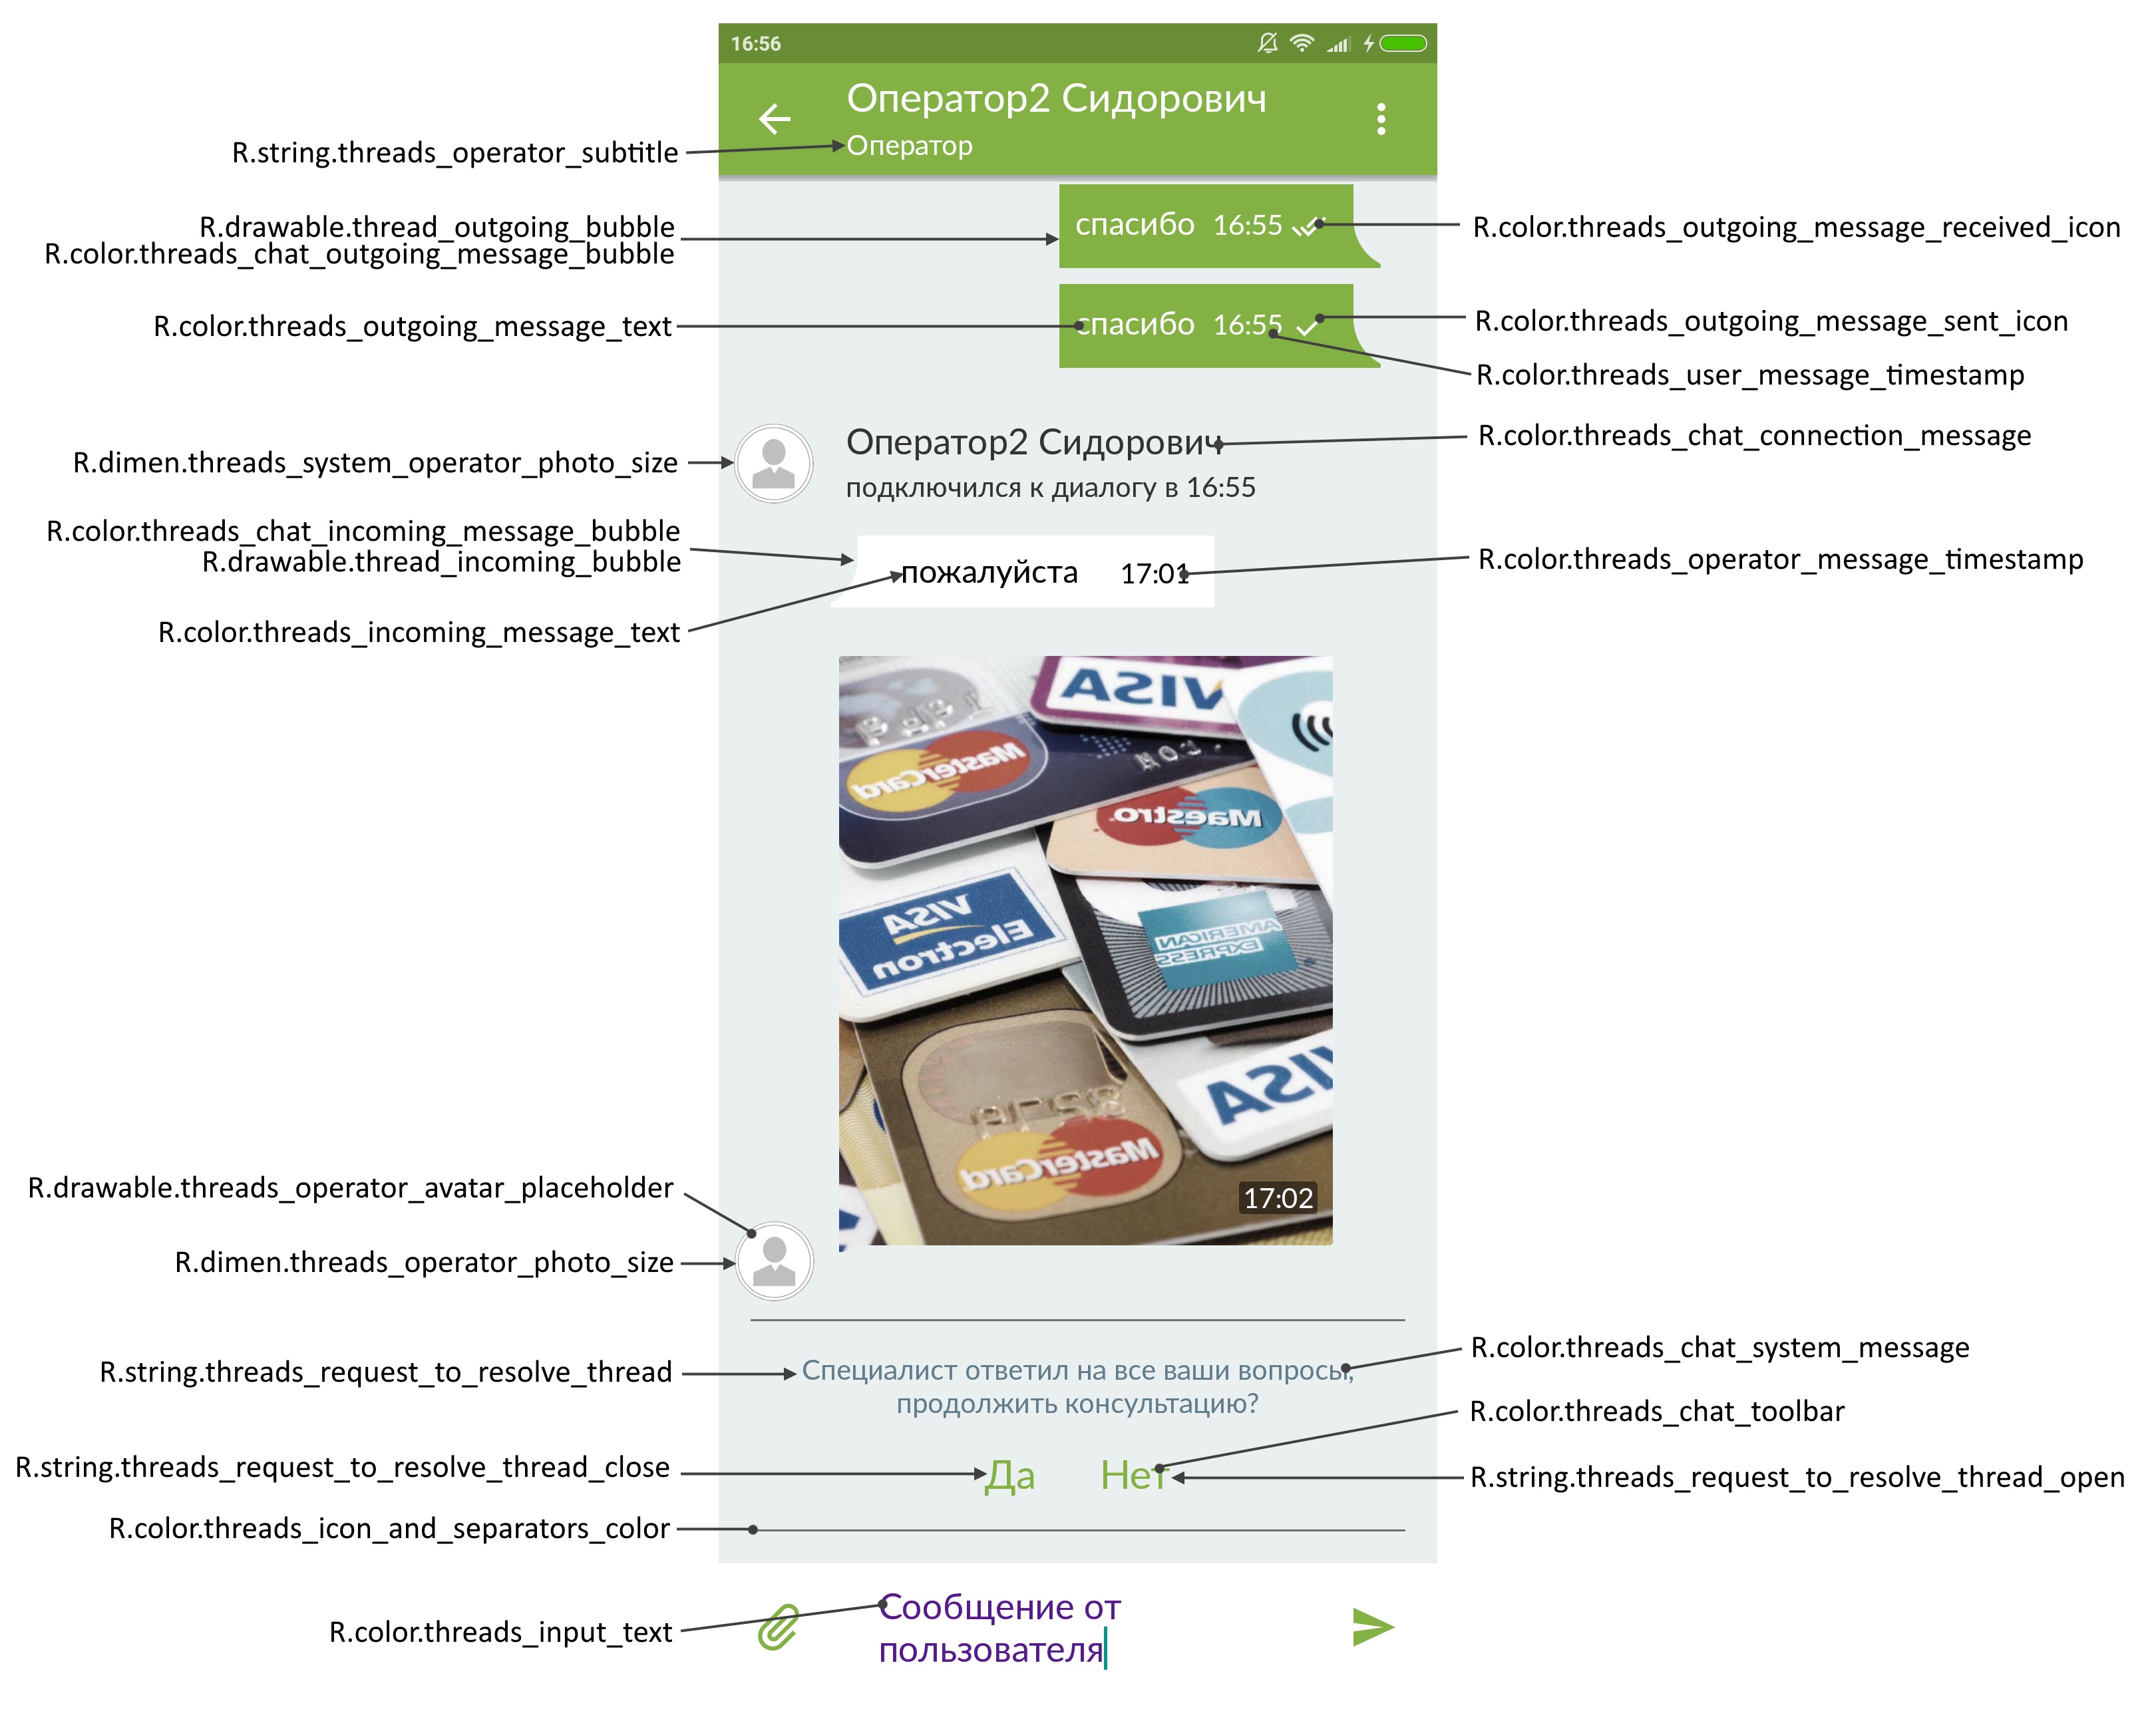 16:56
Оператор2 Сидорович
R.string.threads_operator_subtitle
Оператор
R.drawable.thread_outgoing_bubble
R.color.threads_chat_outgoing_message_bubble
спасибо 16:55
R.color.threads_outgoing_message_received_icon
R.color.threads_outgoing_message_text
спасибо 16:55
R.color.threads_outgoing_message_sent_icon
R.color.threads_user_message_timestamp
R.dimen.threads_system_operator_photo_size
Оператор2 Сидорович
подключился к диалогу в 16:55
R.color.threads_chat_connection_message
R.color.threads_chat_incoming_message_bubble
R.drawable.thread_incoming_bubble
пожалуйста 17:01
R.color.threads_operator_message_timestamp
R.color.threads_incoming_message_text
VISA
MasterCard
Maestro
VISA
Electron
AMERICAN
EXPRESS
VISA
MasterCard
17:02
R.drawable.threads_operator_avatar_placeholder
R.dimen.threads_operator_photo_size
R.string.threads_request_to_resolve_thread
Специалист ответил на все ваши вопросы,
продолжить консультацию?
R.color.threads_chat_system_message
R.color.threads_chat_toolbar
R.string.threads_request_to_resolve_thread_close
Да Нет
R.string.threads_request_to_resolve_thread_open
R.color.threads_icon_and_separators_color
R.color.threads_input_text
Сообщение от
пользователя